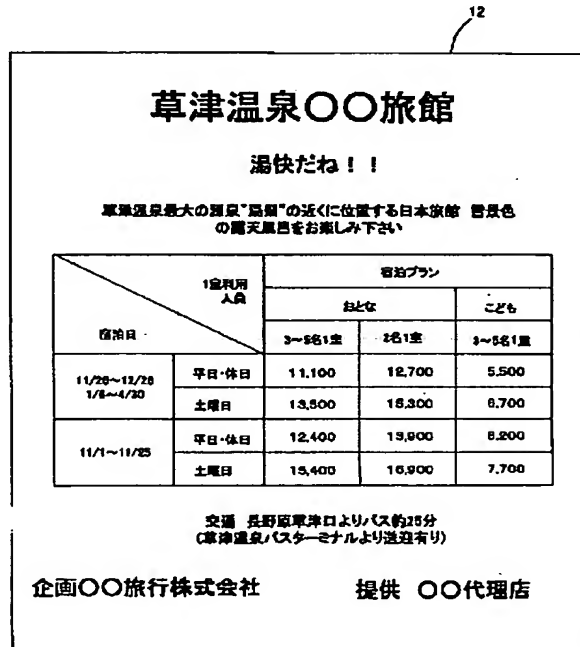 12
草津温泉〇〇旅館
湯快だね！！
草津温泉最大の源泉"湯畑"の近くに位置する日本旅館 雪景色
の露天風呂をお楽しみ下さい
1室利用
人員
宿泊日
宿泊プラン
おとな こども
3〜5名1室 2名1室 3〜5名1室
11/26〜12/28
1/6〜4/30
平日・休日 11,100 12,700 5,500
土曜日 13,500 15,300 6,700
11/1〜11/25
平日・休日 12,400 13,900 6,200
土曜日 15,400 16,900 7,700
交通 長野原草津口よりバス約25分
(草津温泉バスターミナルより送迎有り)
企画〇〇旅行株式会社 提供 〇〇代理店